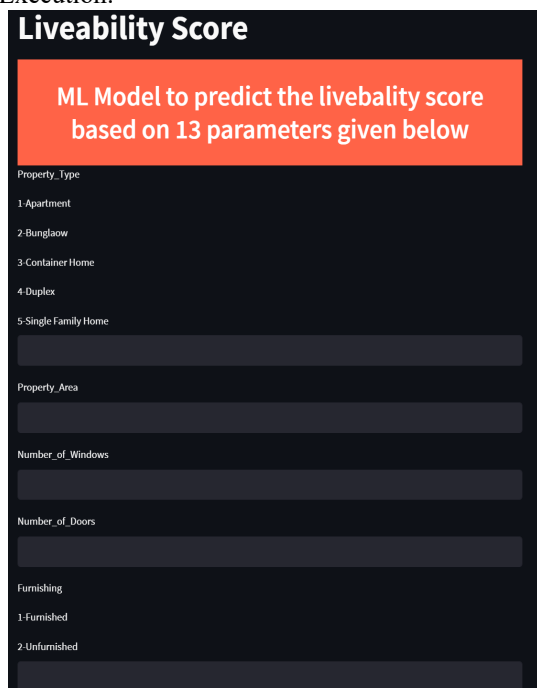 Execution:
Liveability Score
ML Model to predict the livebality score
based on 13 parameters given below
Property_Type
1-Apartment
2-Bunglaow
3-Container Home
4-Duplex
5-Single Family Home
Property_Area
Number_of_Windows
Number_of_Doors
Furnishing
1-Furnished
2-Unfurnished